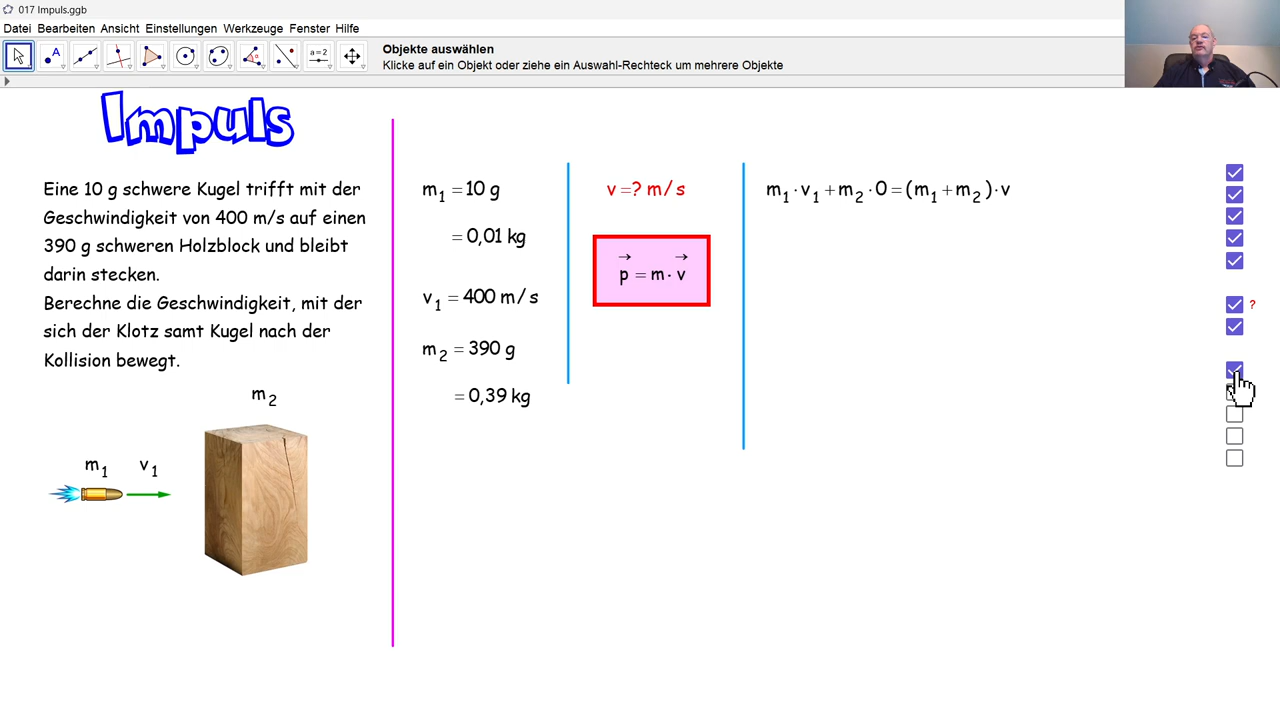 017 Impuls.ggb
Datei Bearbeiten Ansicht Einstellungen Werkzeuge Fenster Hilfe
A
a=2
Objekte auswählen
Klicke auf ein Objekt oder ziehe ein Auswahl-Rechteck um mehrere Objekte
Impuls
Eine 10 g schwere Kugel trifft mit der
Geschwindigkeit von 400 m/s auf einen
390 g schweren Holzblock und bleibt
darin stecken.
Berechne die Geschwindigkeit, mit der
sich der Klotz samt Kugel nach der
Kollision bewegt.
m₂
m₁ v₁
m₁ = 10 g
= 0,01 kg
v₁ = 400 m/s
m₂ = 390 g
= 0,39 kg
v =? m/s
p⃗ = m · v⃗
m₁ · v₁ + m₂ · 0 = (m₁ + m₂) · v
?